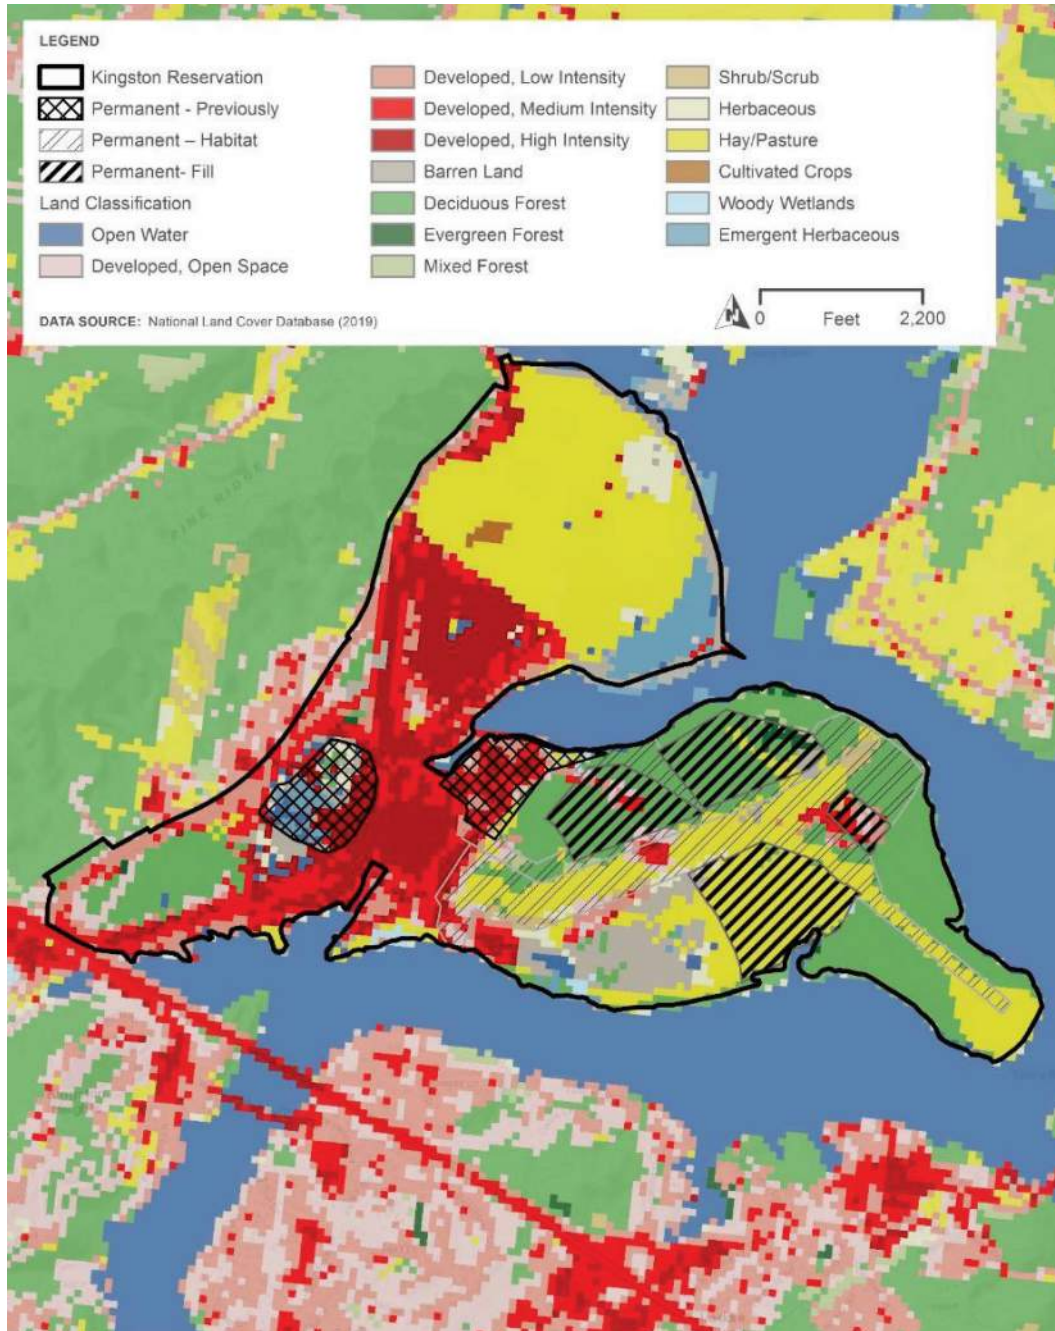 LEGEND
Kingston Reservation
Permanent - Previously
Permanent – Habitat
Permanent- Fill
Land Classification
Open Water
Developed, Open Space
Developed, Low Intensity
Developed, Medium Intensity
Developed, High Intensity
Barren Land
Deciduous Forest
Evergreen Forest
Mixed Forest
Shrub/Scrub
Herbaceous
Hay/Pasture
Cultivated Crops
Woody Wetlands
Emergent Herbaceous
DATA SOURCE: National Land Cover Database (2019)
N
0 Feet 2,200
PINE RIDGE